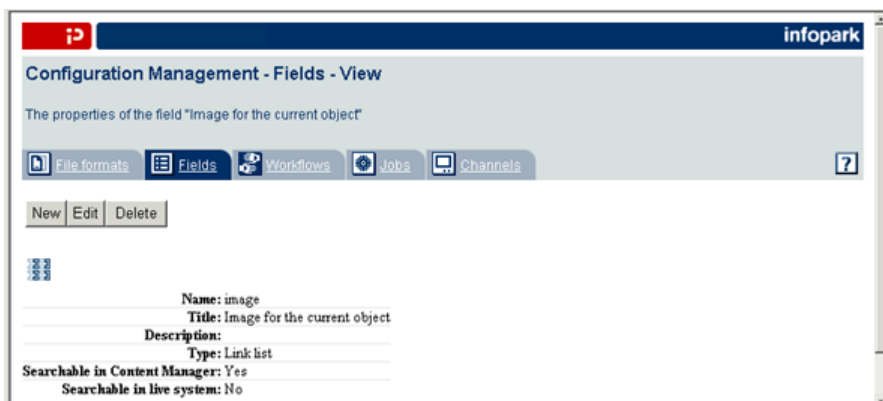 infopark
Configuration Management - Fields - View
The properties of the field "Image for the current object"
File formats Fields Workflows Jobs Channels ?
New Edit Delete
Name: image
Title: Image for the current object
Description:
Type: Link list
Searchable in Content Manager: Yes
Searchable in live system: No